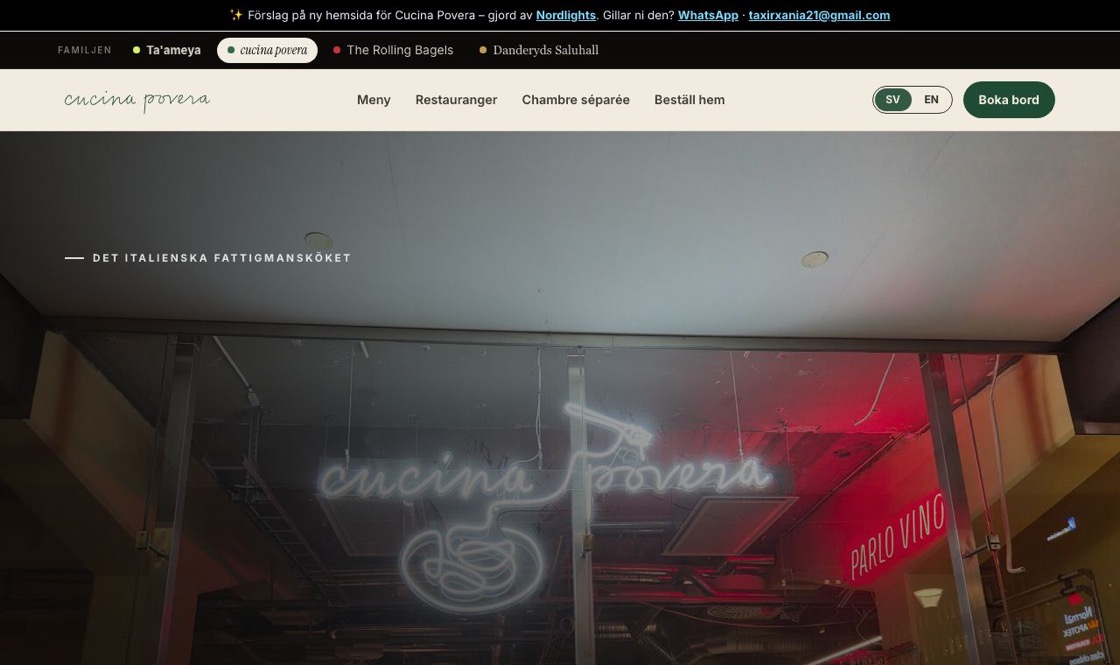 ✨ Förslag på ny hemsida för Cucina Povera – gjord av Nordlights. Gillar ni den? WhatsApp · taxirxania21@gmail.com
FAMILJEN Ta'ameya cucina povera The Rolling Bagels Danderyds Saluhall
cucina povera Meny Restauranger Chambre séparée Beställ hem SV EN Boka bord
DET ITALIENSKA FATTIGMANSKÖKET
cucina povera
PARLO VINO
Normal
APOTEK